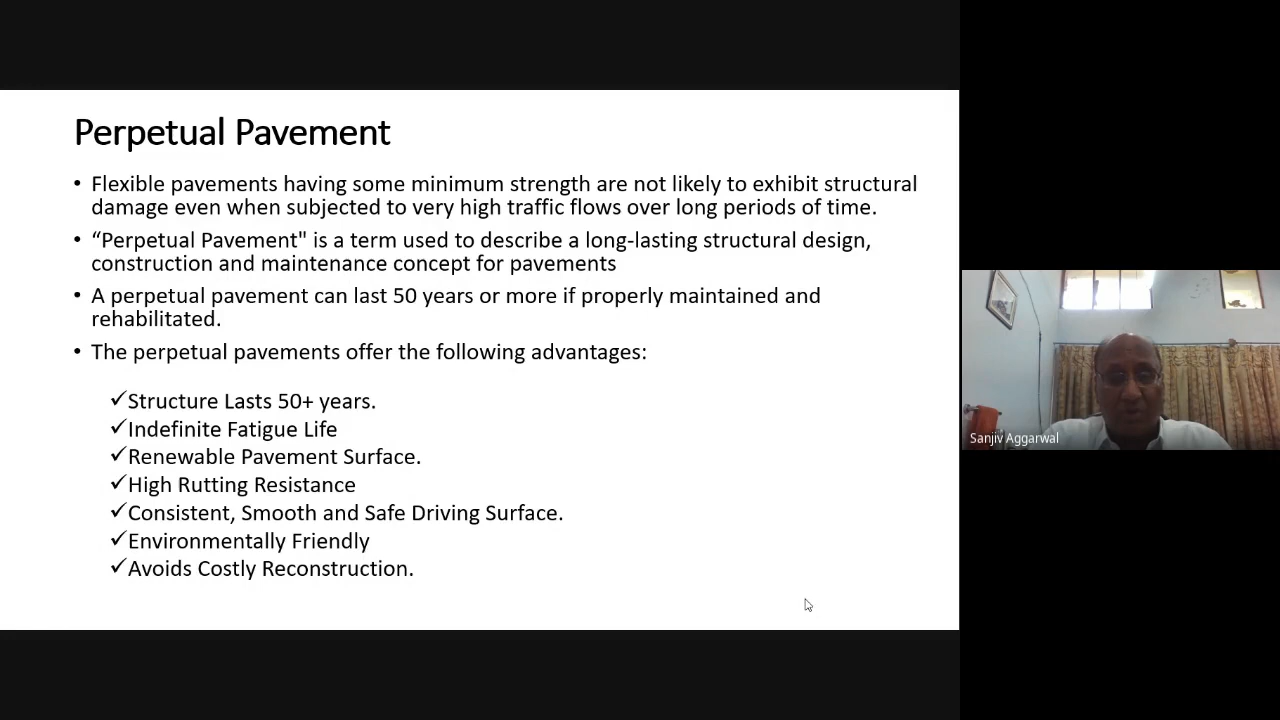 Perpetual Pavement
• Flexible pavements having some minimum strength are not likely to exhibit structural
damage even when subjected to very high traffic flows over long periods of time.
• “Perpetual Pavement" is a term used to describe a long-lasting structural design,
construction and maintenance concept for pavements
• A perpetual pavement can last 50 years or more if properly maintained and
rehabilitated.
• The perpetual pavements offer the following advantages:
✓Structure Lasts 50+ years.
✓Indefinite Fatigue Life
✓Renewable Pavement Surface.
✓High Rutting Resistance
✓Consistent, Smooth and Safe Driving Surface.
✓Environmentally Friendly
✓Avoids Costly Reconstruction.
Sanjiv Aggarwal